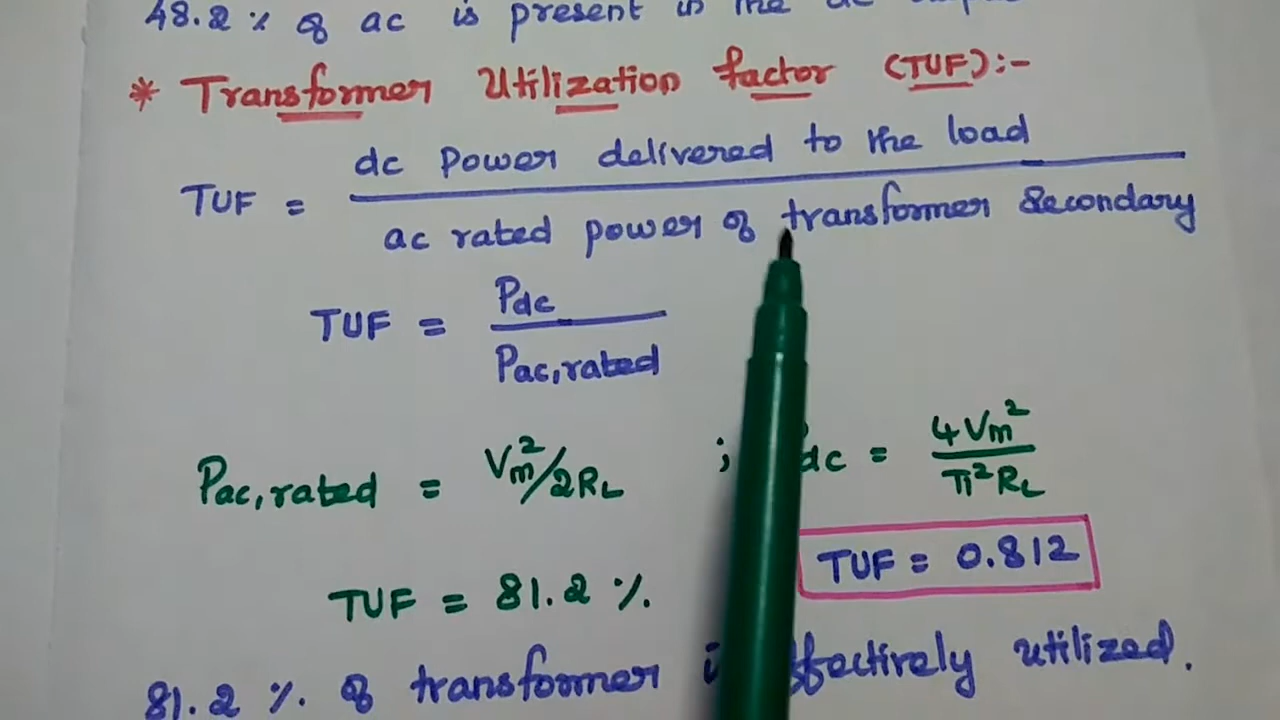 48.2 % of ac is present in the dc
* Transformer Utilization factor (TUF):-
TUF = dc power delivered to the load
ac rated power of transformer secondary
TUF = Pdc
Pac,rated
Pac,rated = Vm²/2RL ; dc = 4Vm²
π²RL
TUF = 81.2 %. TUF = 0.812
81.2 %. of transformer effectively utilized.